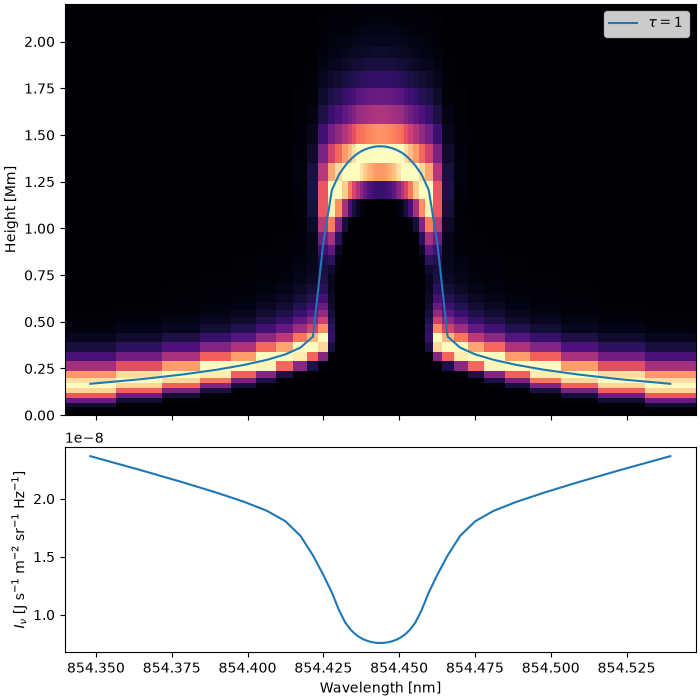 τ = 1
Height [Mm]
2.00
1.75
1.50
1.25
1.00
0.75
0.50
0.25
0.00
1e−8
I_ν [J s⁻¹ m⁻² sr⁻¹ Hz⁻¹]
2.0
1.5
1.0
854.350 854.375 854.400 854.425 854.450 854.475 854.500 854.525
Wavelength [nm]